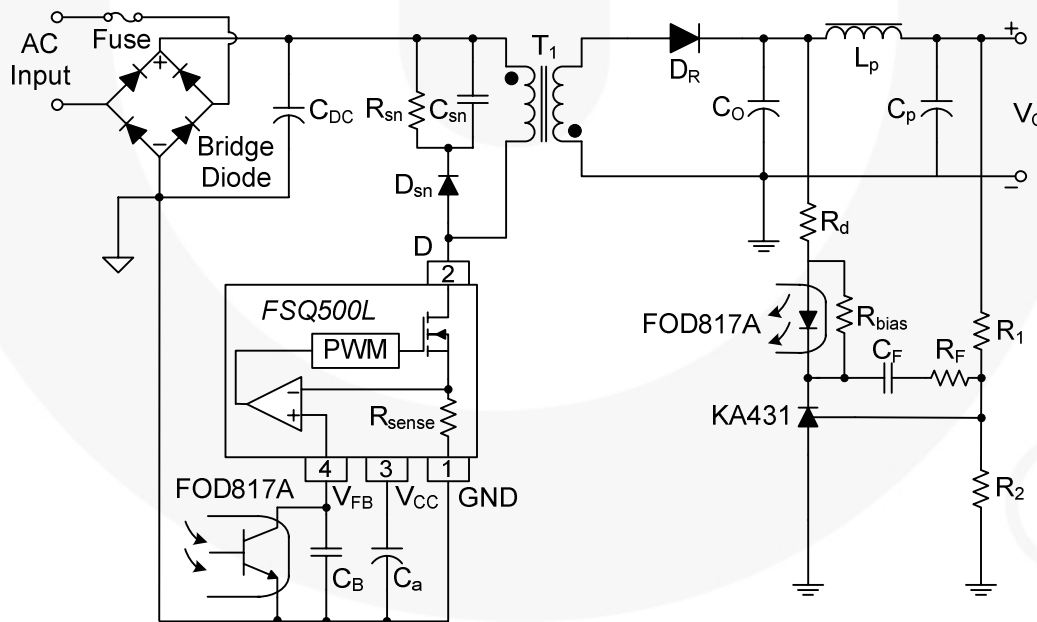 AC
Input
Fuse
+
−
Bridge
Diode
C_DC
R_sn
C_sn
D_sn
T_1
D_R
C_O
L_p
C_p
+
V_O
−
D
2
FSQ500L
PWM
−
+
R_sense
4
3
1
V_FB
V_CC
GND
FOD817A
C_B
C_a
R_d
FOD817A
R_bias
C_F
R_F
R_1
KA431
R_2